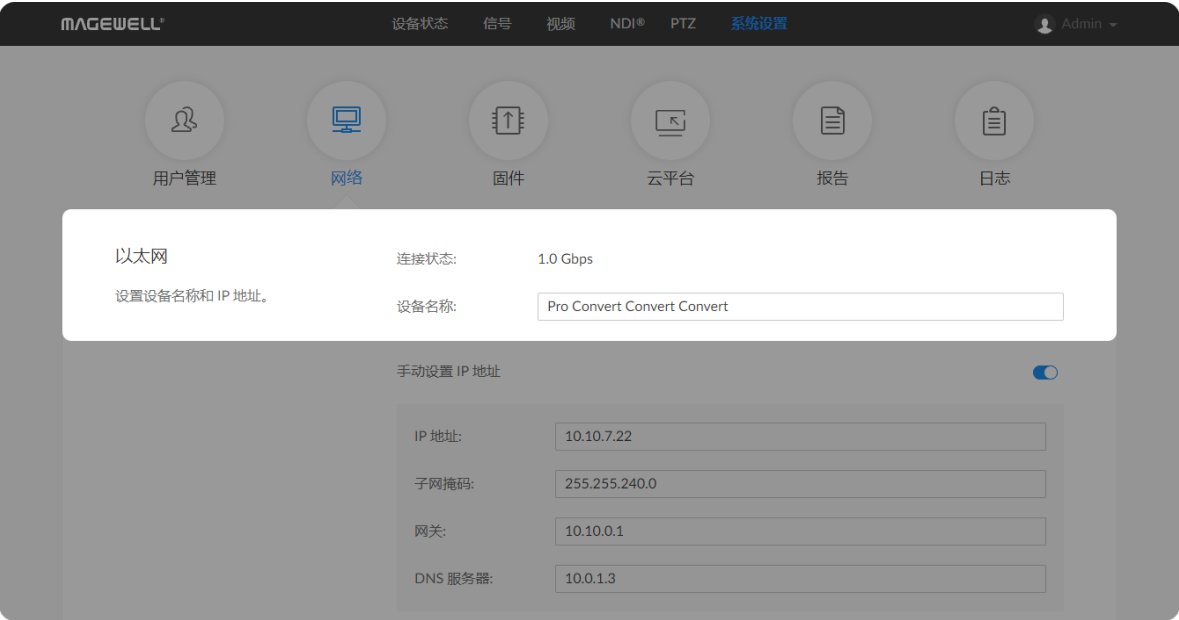 MAGEWELL®
设备状态 信号 视频 NDI® PTZ 系统设置 Admin
用户管理 网络 固件 云平台 报告 日志
以太网
设置设备名称和 IP 地址。
连接状态: 1.0 Gbps
设备名称: Pro Convert Convert Convert
手动设置 IP 地址
IP 地址: 10.10.7.22
子网掩码: 255.255.240.0
网关: 10.10.0.1
DNS 服务器: 10.0.1.3